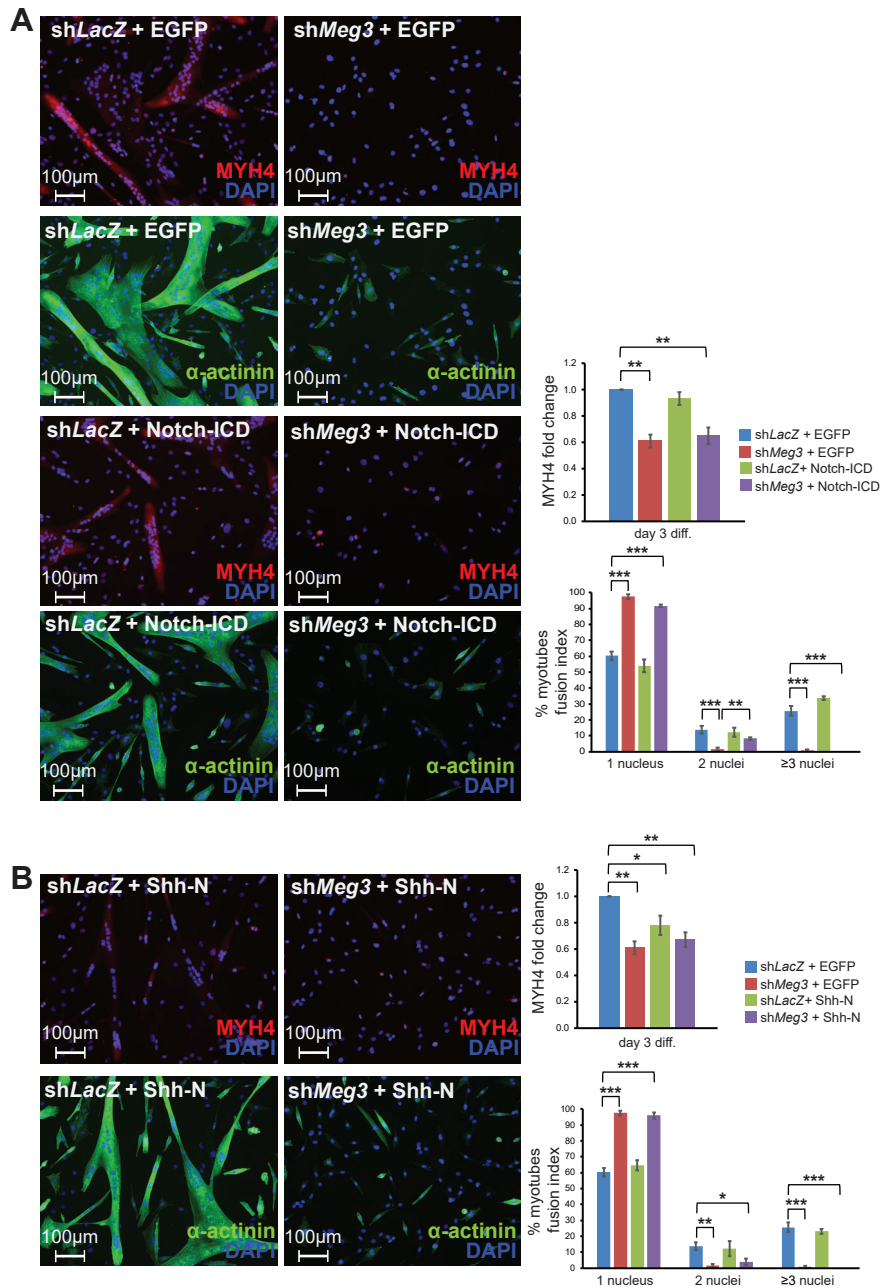 A
shLacZ + EGFP
MYH4
DAPI
100µm
shMeg3 + EGFP
MYH4
DAPI
100µm
shLacZ + EGFP
α-actinin
DAPI
100µm
shMeg3 + EGFP
α-actinin
DAPI
100µm
shLacZ + Notch-ICD
MYH4
DAPI
100µm
shMeg3 + Notch-ICD
MYH4
DAPI
100µm
shLacZ + Notch-ICD
α-actinin
DAPI
100µm
shMeg3 + Notch-ICD
α-actinin
DAPI
100µm
MYH4 fold change
1.2
1.0
0.8
0.6
0.4
0.2
0.0
**
**
day 3 diff.
shLacZ + EGFP
shMeg3 + EGFP
shLacZ+ Notch-ICD
shMeg3 + Notch-ICD
% myotubes
fusion index
100
90
80
70
60
50
40
30
20
10
0
***
***
***
**
***
***
1 nucleus
2 nuclei
≥3 nuclei
B
shLacZ + Shh-N
MYH4
DAPI
100µm
shMeg3 + Shh-N
MYH4
DAPI
100µm
shLacZ + Shh-N
α-actinin
DAPI
100µm
shMeg3 + Shh-N
α-actinin
DAPI
100µm
MYH4 fold change
1.2
1.0
0.8
0.6
0.4
0.2
0.0
**
*
**
day 3 diff.
shLacZ + EGFP
shMeg3 + EGFP
shLacZ+ Shh-N
shMeg3 + Shh-N
% myotubes
fusion index
100
90
80
70
60
50
40
30
20
10
0
***
***
*
**
***
***
1 nucleus
2 nuclei
≥3 nuclei